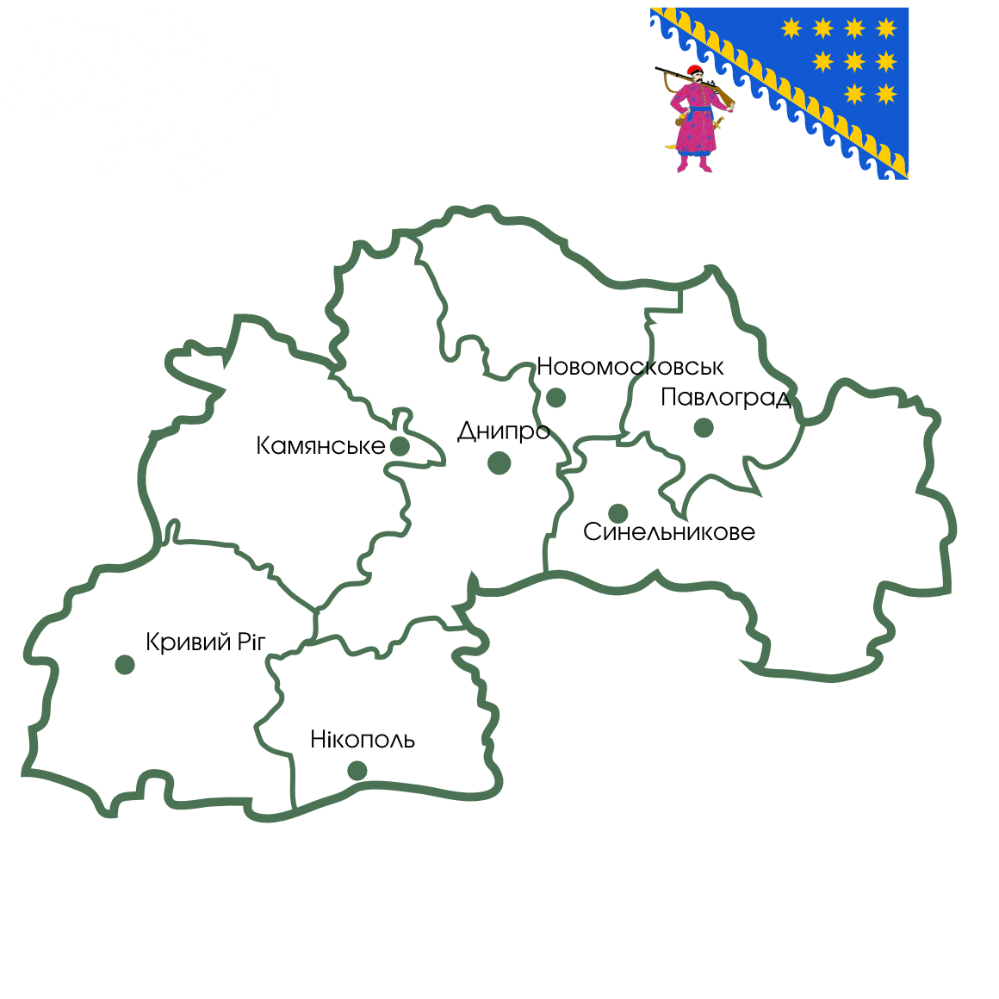 Новомосковськ
Павлоград
Днипро
Камянське
Синельникове
Кривий Ріг
Нікополь